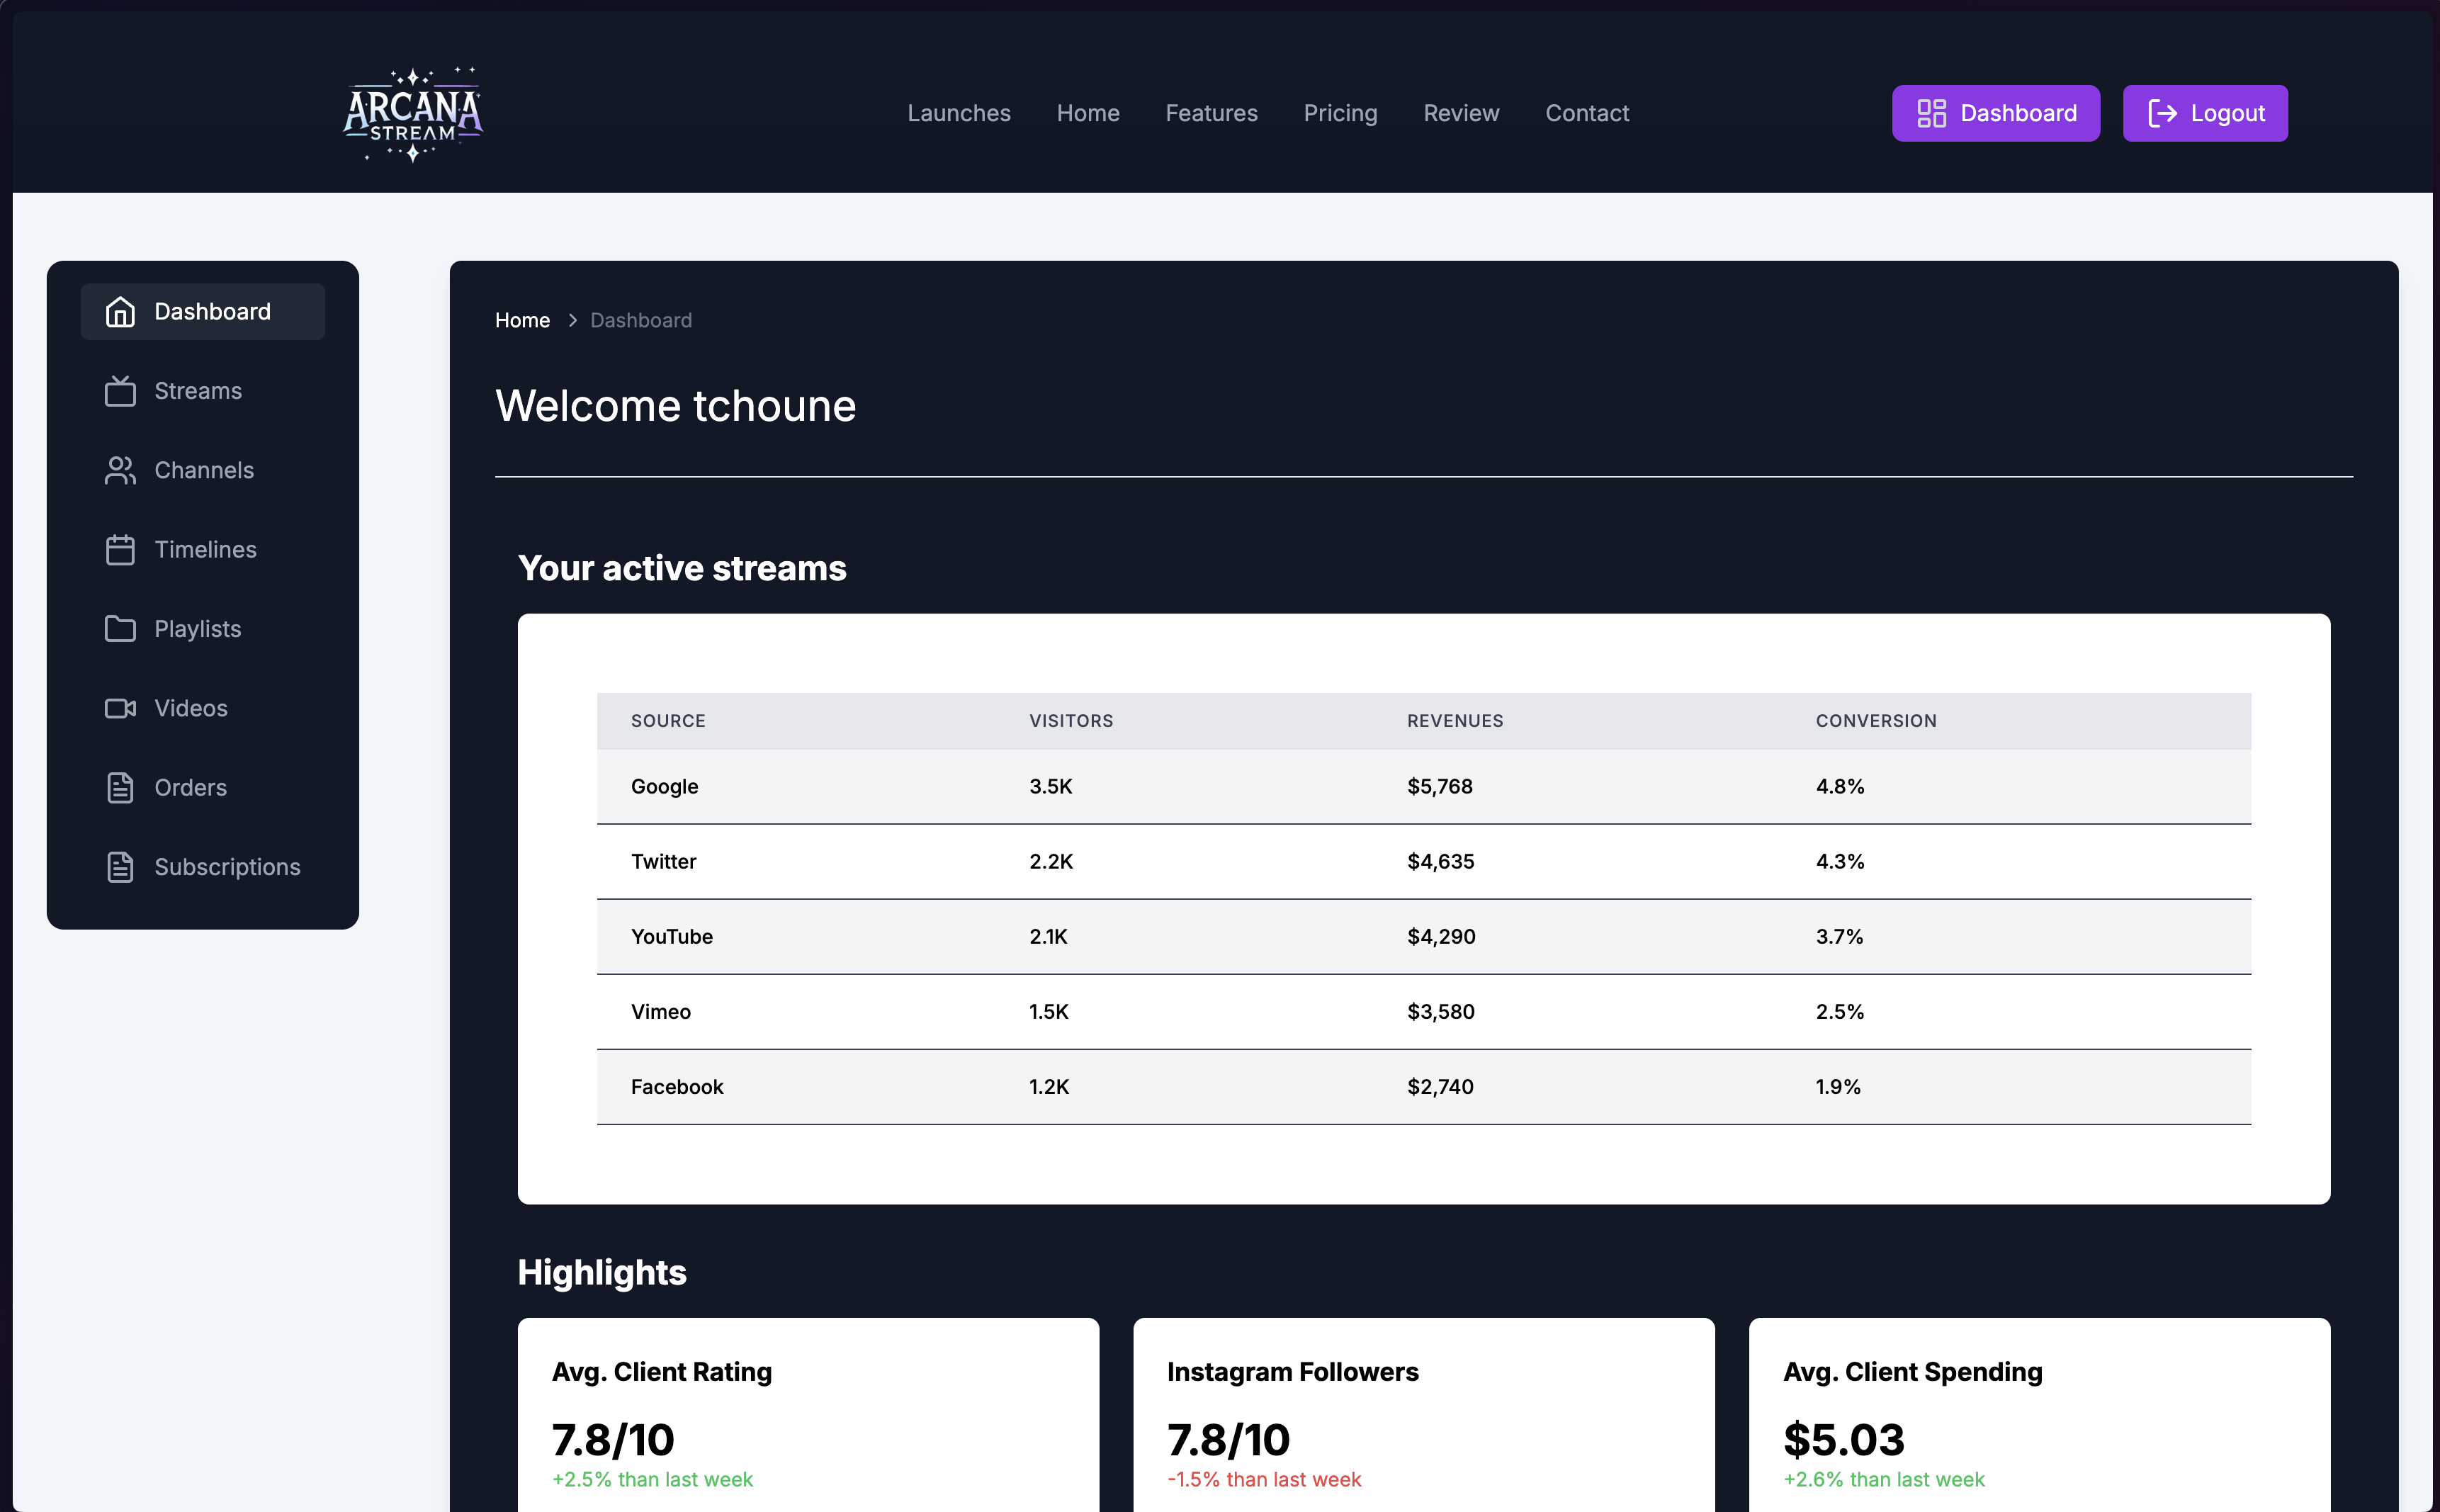 ARCANA
STREAM
Launches Home Features Pricing Review Contact
Dashboard Logout
Dashboard
Streams
Channels
Timelines
Playlists
Videos
Orders
Subscriptions
Home > Dashboard
Welcome tchoune
Your active streams
SOURCE VISITORS REVENUES CONVERSION
Google 3.5K $5,768 4.8%
Twitter 2.2K $4,635 4.3%
YouTube 2.1K $4,290 3.7%
Vimeo 1.5K $3,580 2.5%
Facebook 1.2K $2,740 1.9%
Highlights
Avg. Client Rating
7.8/10
+2.5% than last week
Instagram Followers
7.8/10
-1.5% than last week
Avg. Client Spending
$5.03
+2.6% than last week